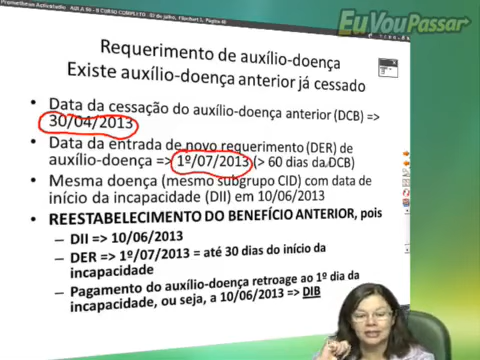 EuVouPassar
Requerimento de auxílio-doença
Existe auxílio-doença anterior já cessado
• Data da cessação do auxílio-doença anterior (DCB) =>
30/04/2013
• Data da entrada de novo requerimento (DER) de
auxílio-doença => 1º/07/2013 (> 60 dias da DCB)
• Mesma doença (mesmo subgrupo CID) com data de
início da incapacidade (DII) em 10/06/2013
• REESTABELECIMENTO DO BENEFÍCIO ANTERIOR, pois
– DII => 10/06/2013
– DER => 1º/07/2013 = até 30 dias do início da
incapacidade
– Pagamento do auxílio-doença retroage ao 1º dia da
incapacidade, ou seja, a 10/06/2013 => DIB